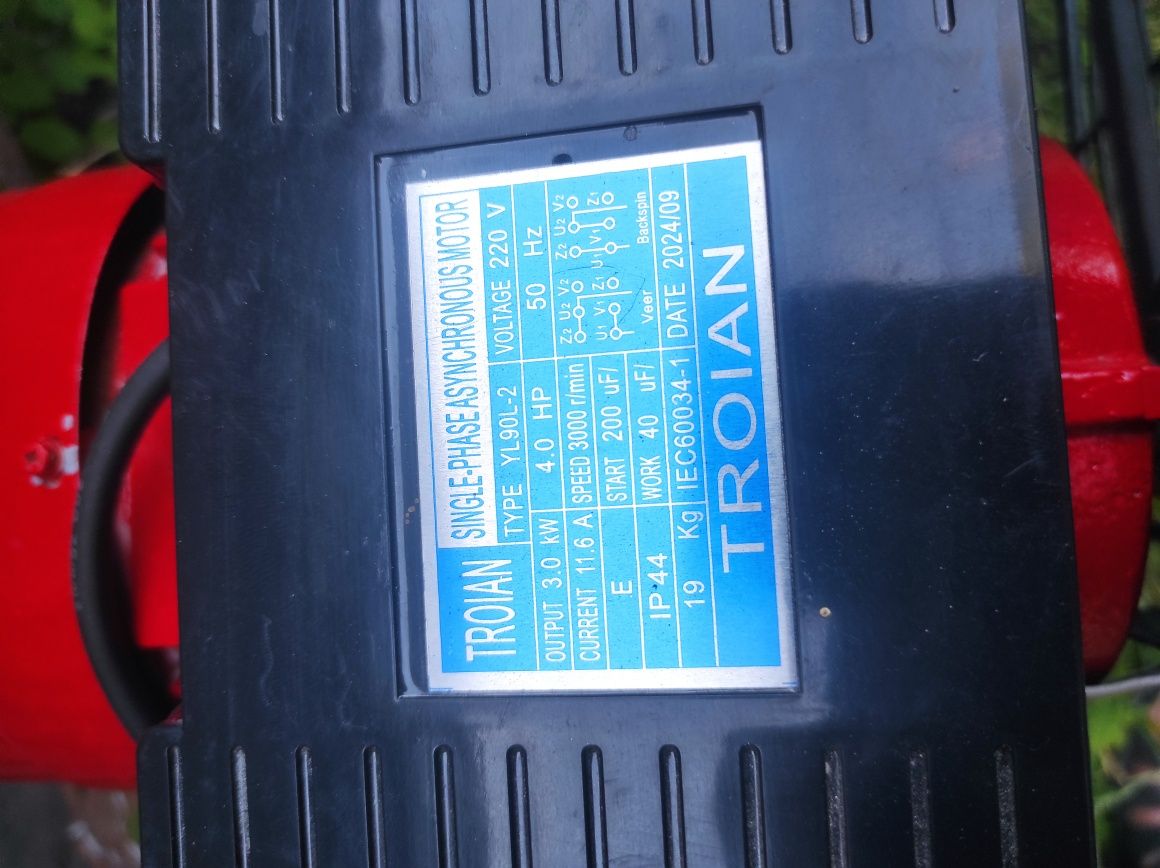 TROIAN SINGLE-PHASE ASYNCHRONOUS MOTOR
TYPE YL90L-2 VOLTAGE 220 V
OUTPUT 3.0 kW 4.0 HP 50 Hz
CURRENT 11.6 A SPEED 3000 r/min Z2 U2 V2 Z2 U2 V2
E START 200 uF/ U1 V1 Z1 U1 V1 Z1
IP 44 WORK 40 uF/ Veer Backspin
19 Kg IEC60034-1 DATE 2024/09
TROIAN